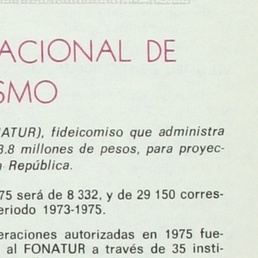 ACIONAL DE
SMO
NATUR), fideicomiso que administra
3.8 millones de pesos, para proyec-
a República.
75 será de 8 332, y de 29 150 corres-
eriodo 1973-1975.
eraciones autorizadas en 1975 fue-
al FONATUR a través de 35 insti-